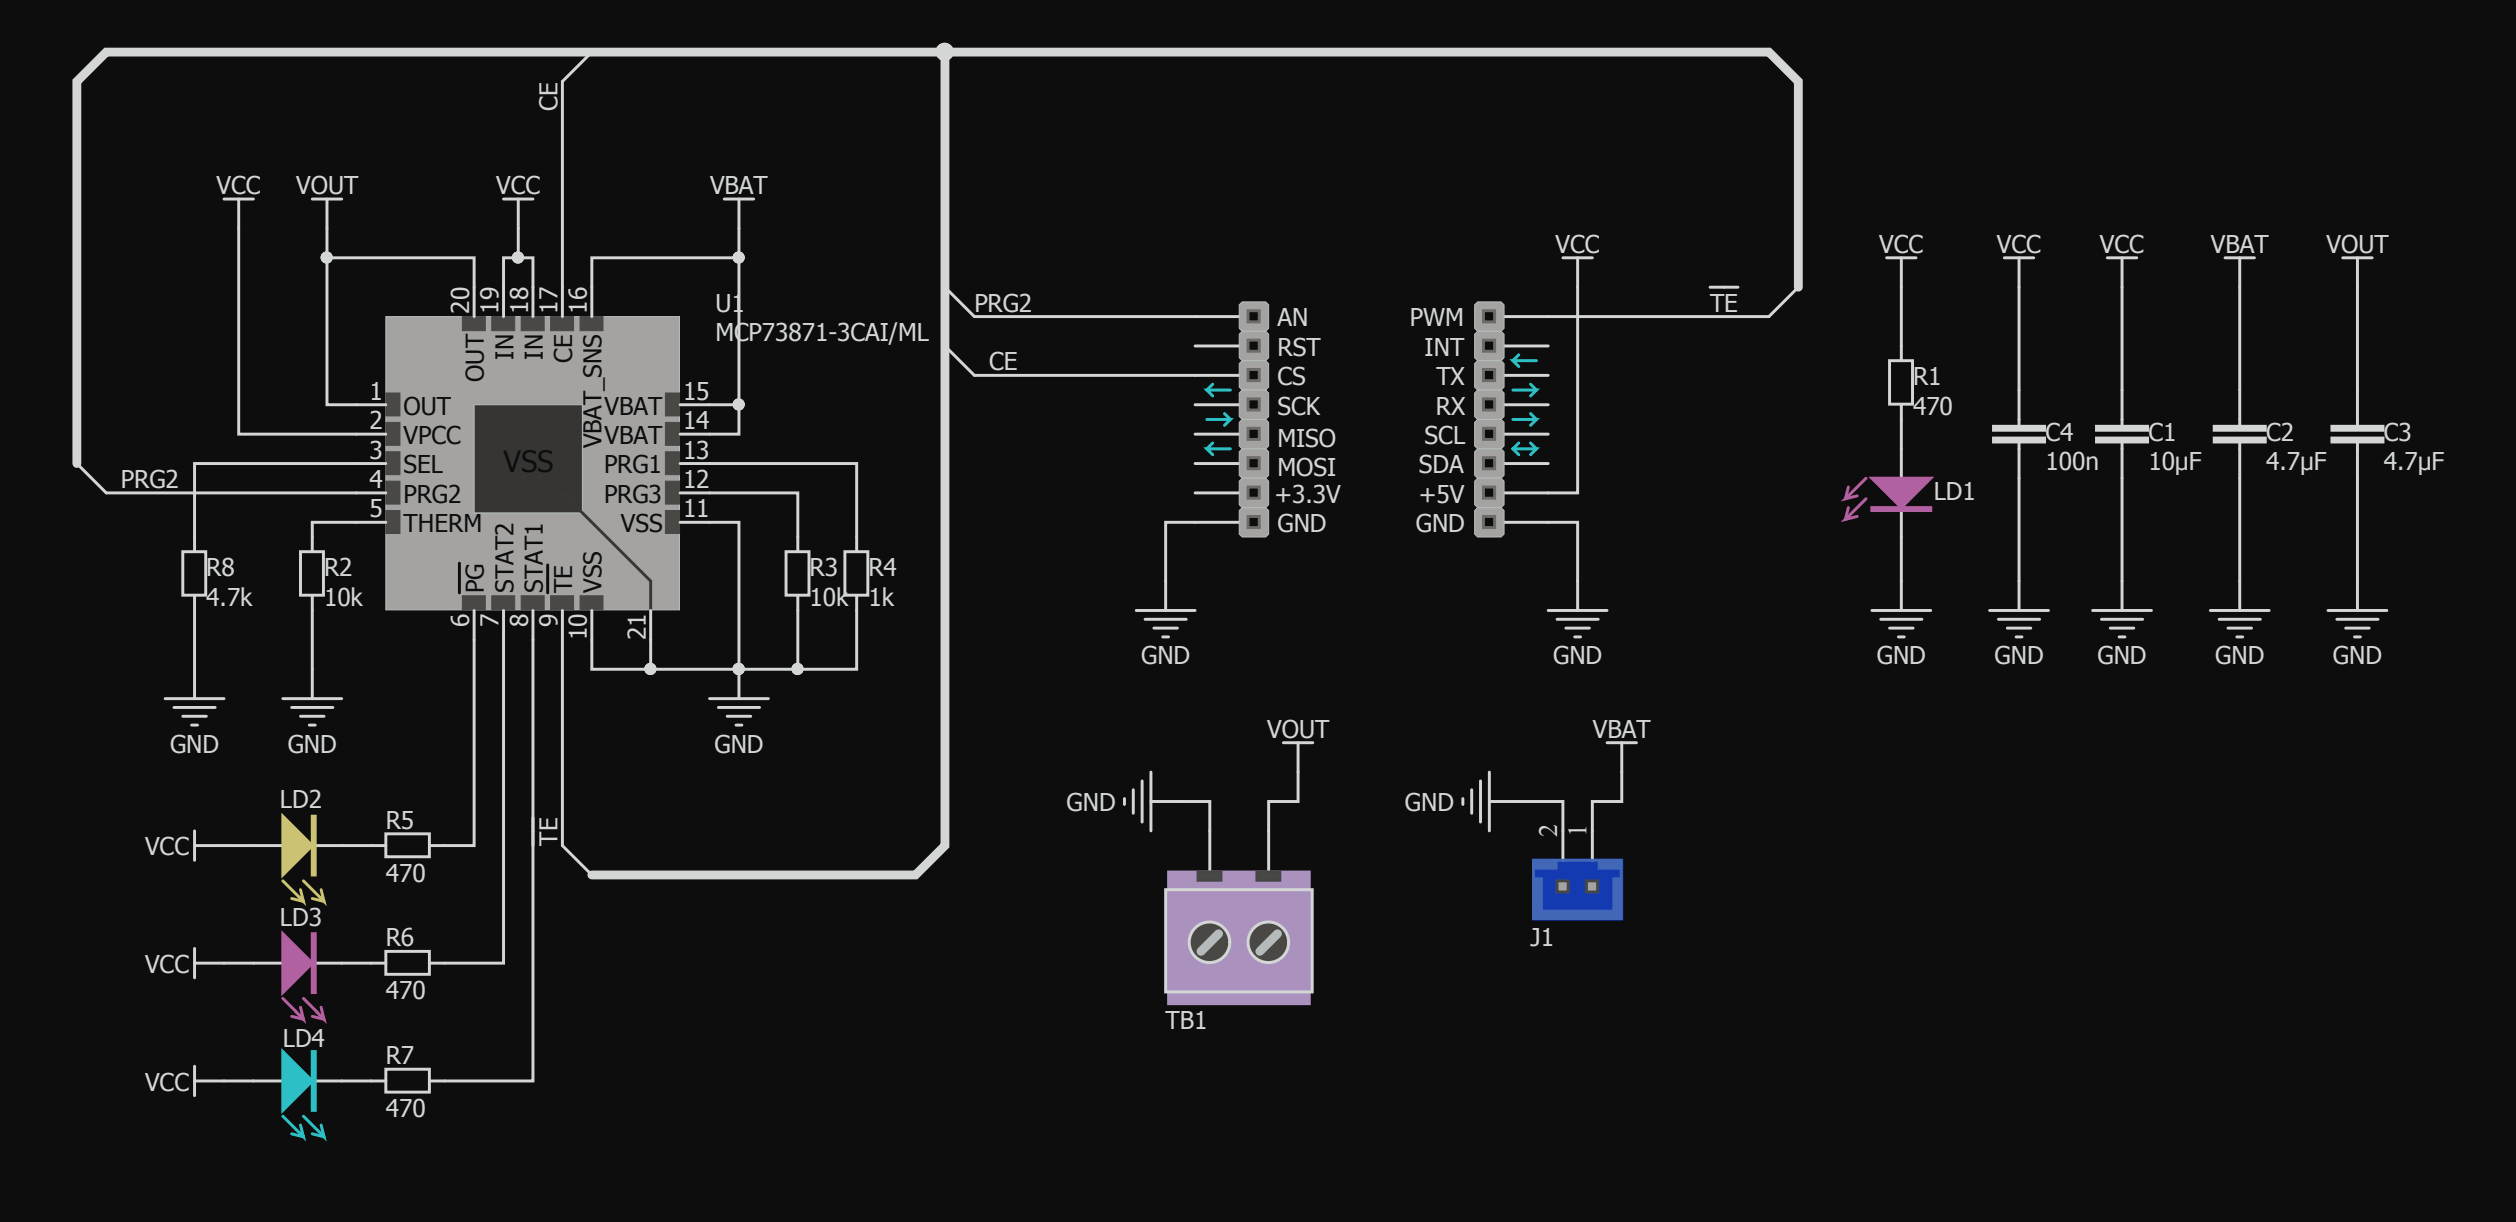 CE
VCC
VOUT
VCC
VBAT
20
19
18
17
16
U1
MCP73871-3CAI/ML
OUT
IN
IN
CE
VBAT_SNS
1
OUT
2
VPCC
3
SEL
4
PRG2
5
THERM
PRG2
VSS
15
VBAT
14
VBAT
13
PRG1
12
PRG3
11
VSS
PG
STAT2
STAT1
TE
VSS
6
7
8
9
10
21
R8
4.7k
R2
10k
R3
10k
R4
1k
GND
GND
GND
LD2
VCC
R5
470
LD3
VCC
R6
470
LD4
VCC
R7
470
TE
PRG2
CE
AN
RST
CS
SCK
MISO
MOSI
+3.3V
GND
PWM
INT
TX
RX
SCL
SDA
+5V
GND
VCC
TE
GND
GND
VOUT
GND
TB1
VBAT
GND
2
1
J1
VCC
R1
470
LD1
GND
VCC
C4
100n
GND
VCC
C1
10µF
GND
VBAT
C2
4.7µF
GND
VOUT
C3
4.7µF
GND